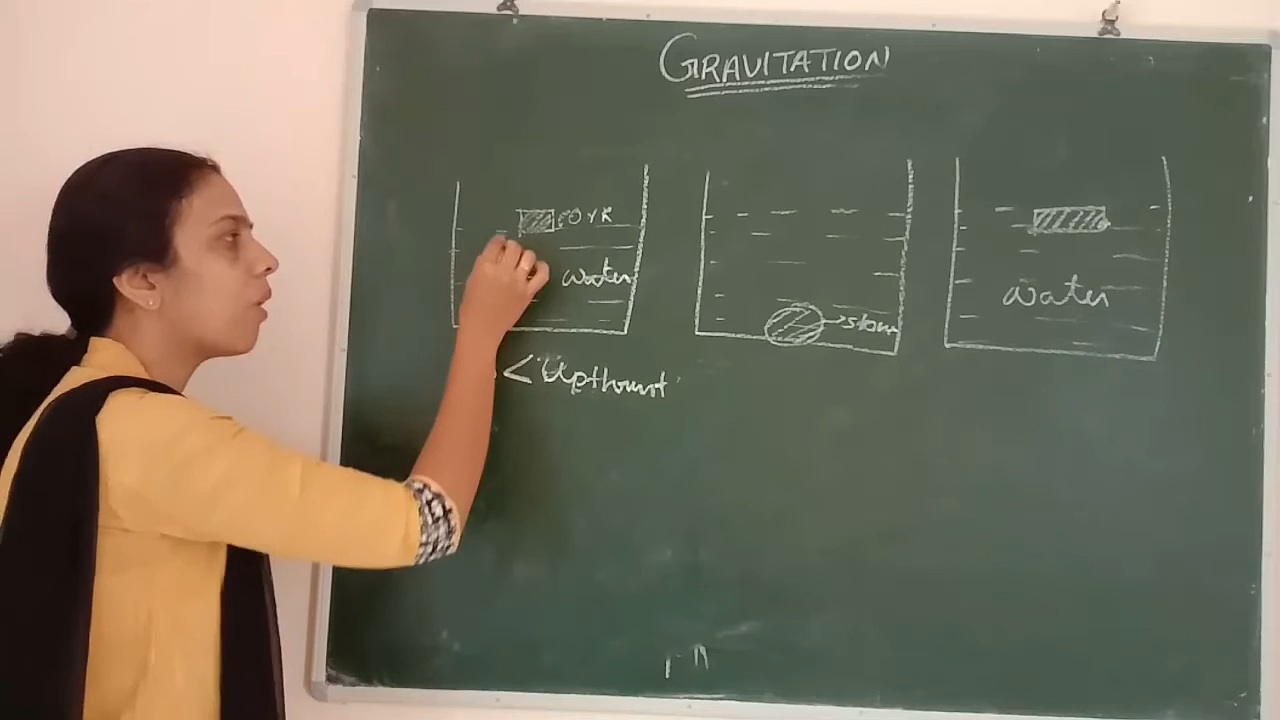 GRAVITATION
cork
water
stone
water
< Upthrust